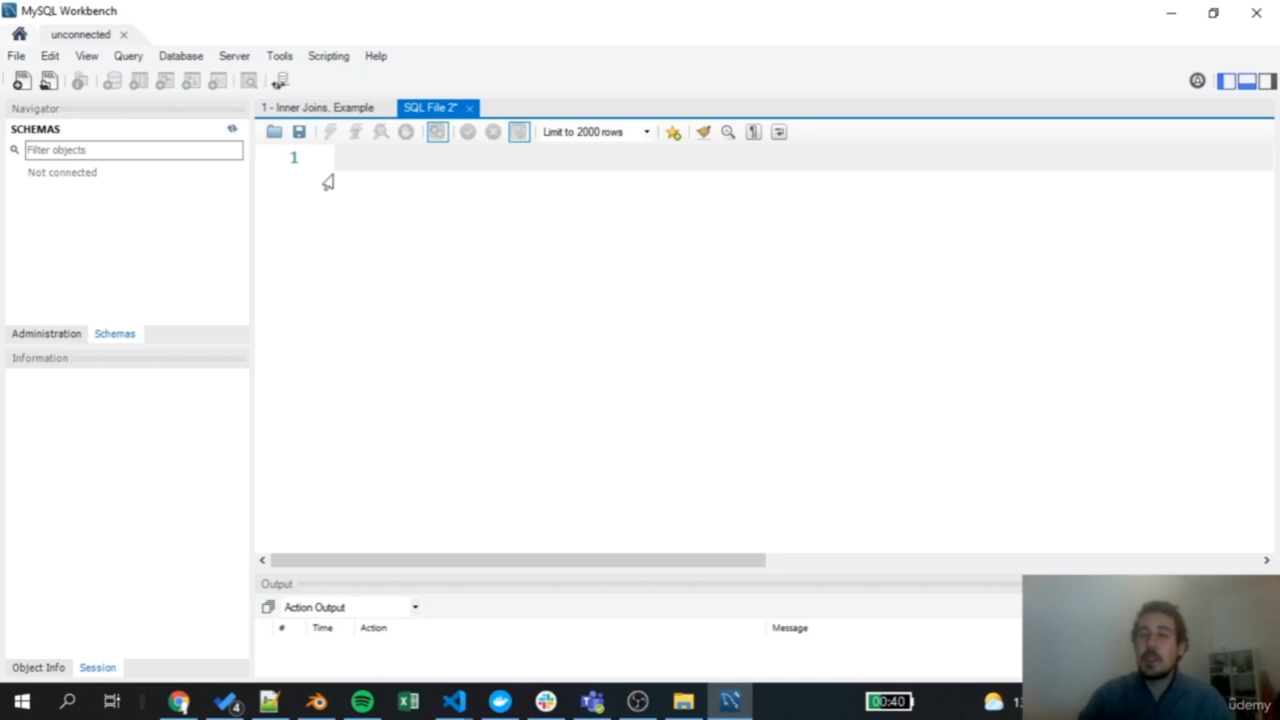 MySQL Workbench
unconnected
File Edit View Query Database Server Tools Scripting Help
Navigator
SCHEMAS
Filter objects
Not connected
Administration Schemas
Information
Object Info Session
1 - Inner Joins, Example SQL File 2*
Limit to 2000 rows
1
Output
Action Output
# Time Action Message
4
00:40
ûdemy